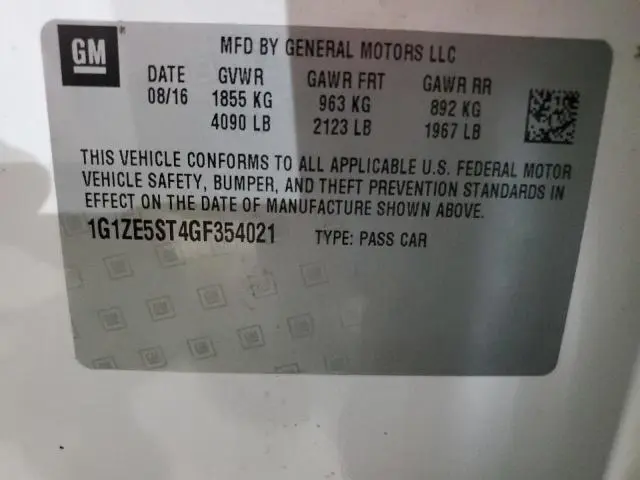 GM
MFD BY GENERAL MOTORS LLC
DATE GVWR GAWR FRT GAWR RR
08/16 1855 KG 963 KG 892 KG
4090 LB 2123 LB 1967 LB
THIS VEHICLE CONFORMS TO ALL APPLICABLE U.S. FEDERAL MOTOR
VEHICLE SAFETY, BUMPER, AND THEFT PREVENTION STANDARDS IN
EFFECT ON THE DATE OF MANUFACTURE SHOWN ABOVE.
1G1ZE5ST4GF354021 TYPE: PASS CAR